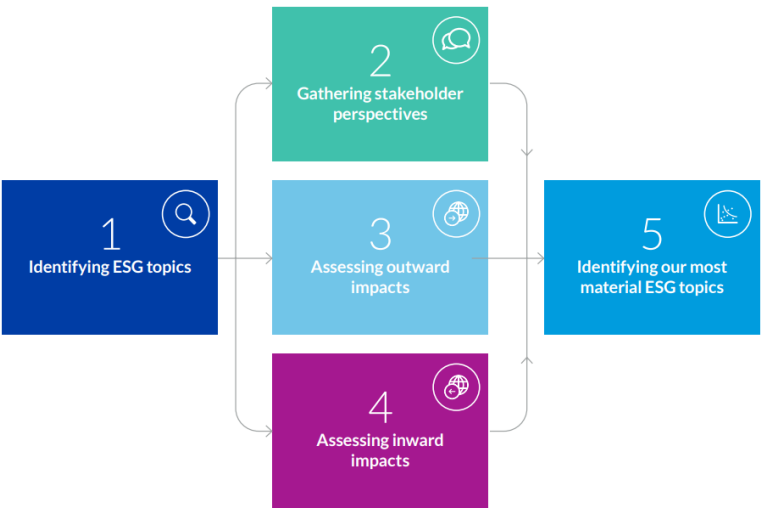 1
Identifying ESG topics
2
Gathering stakeholder
perspectives
3
Assessing outward
impacts
4
Assessing inward
impacts
5
Identifying our most
material ESG topics